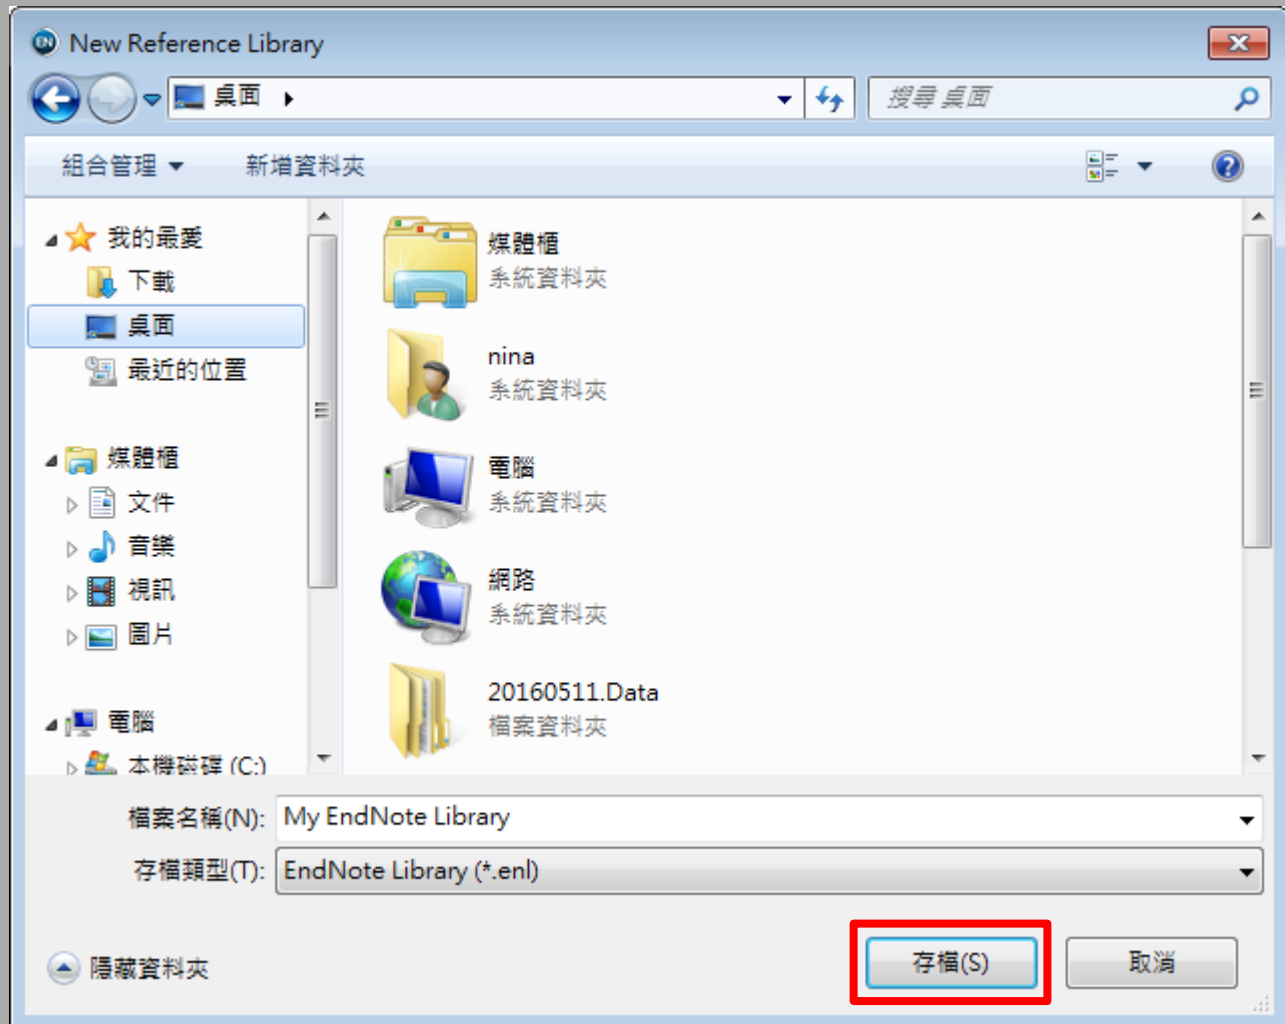 New Reference Library
桌面
搜尋 桌面
組合管理
新增資料夾
我的最愛
下載
桌面
最近的位置
媒體櫃
文件
音樂
視訊
圖片
電腦
本機磁碟 (C:)
媒體櫃
系統資料夾
nina
系統資料夾
電腦
系統資料夾
網路
系統資料夾
20160511.Data
檔案資料夾
檔案名稱(N): My EndNote Library
存檔類型(T): EndNote Library (*.enl)
隱藏資料夾
存檔(S)
取消